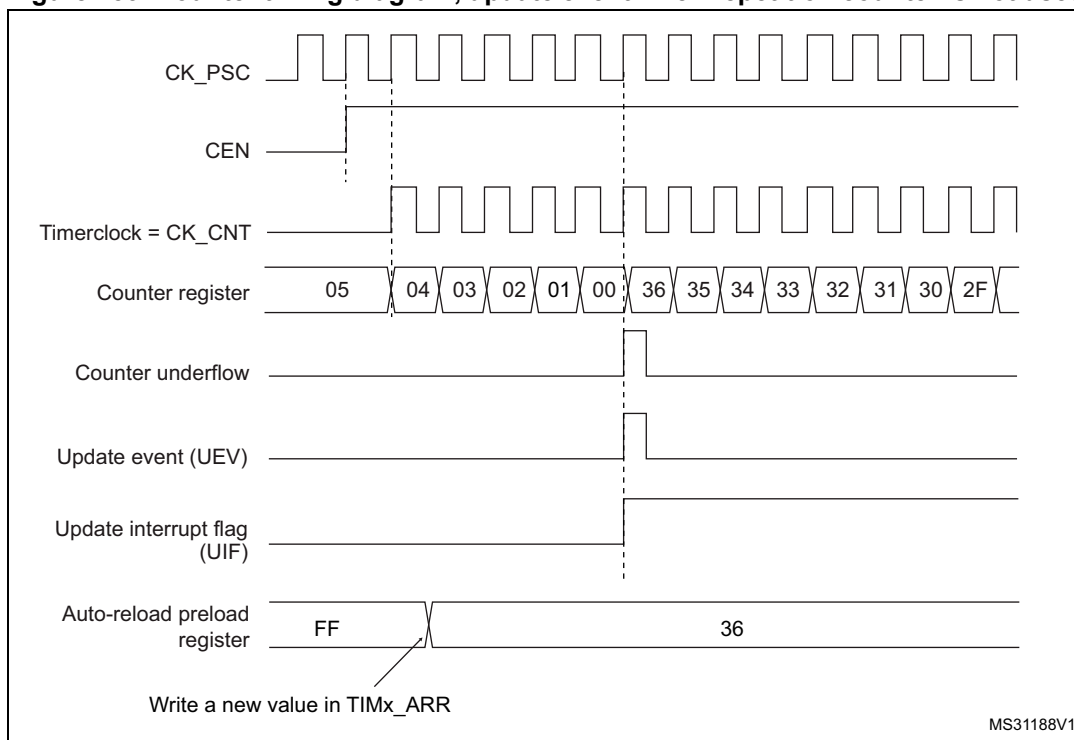 CK_PSC
CEN
Timerclock = CK_CNT
Counter register 05 04 03 02 01 00 36 35 34 33 32 31 30 2F
Counter underflow
Update event (UEV)
Update interrupt flag
(UIF)
Auto-reload preload
register
FF 36
Write a new value in TIMx_ARR
MS31188V1